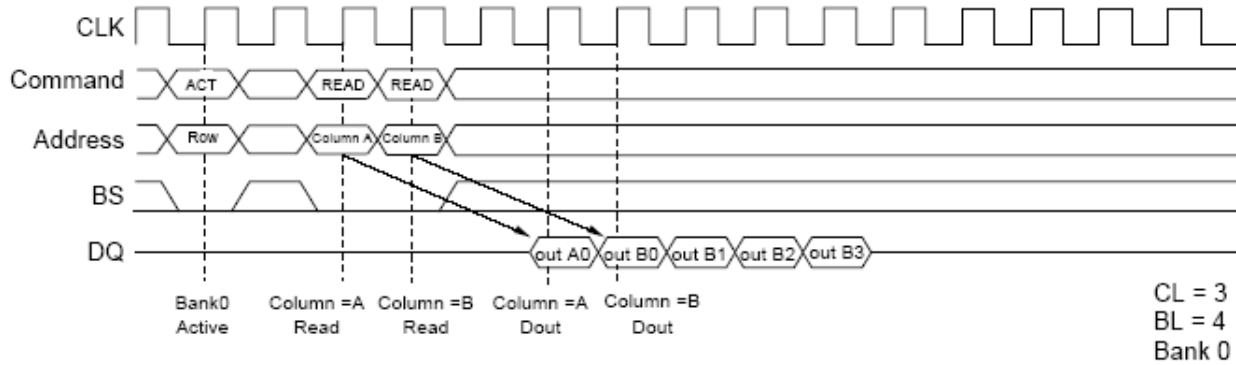 CLK
Command ACT READ READ
Address Row Column A Column B
BS
DQ out A0 out B0 out B1 out B2 out B3
Bank0 Column =A Column =B Column =A Column =B
Active Read Read Dout Dout
CL = 3
BL = 4
Bank 0